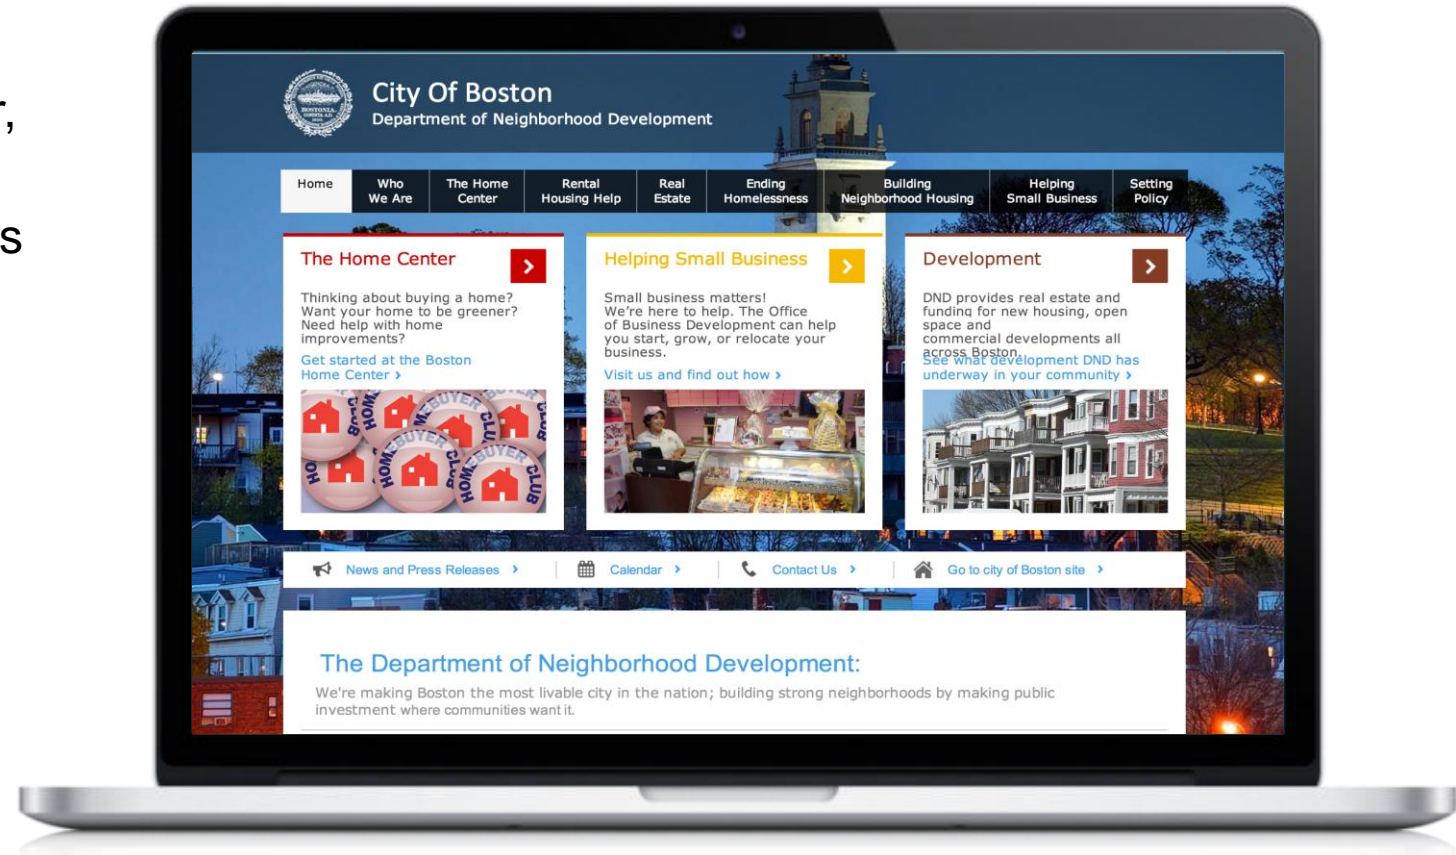 r,
s
City Of Boston
Department of Neighborhood Development
BOSTONIA.
CONDITA A.D.
Home
Who
We Are
The Home
Center
Rental
Housing Help
Real
Estate
Ending
Homelessness
Building
Neighborhood Housing
Helping
Small Business
Setting
Policy
The Home Center
Thinking about buying a home?
Want your home to be greener?
Need help with home
improvements?
Get started at the Boston
Home Center
Helping Small Business
Small business matters!
We're here to help. The Office
of Business Development can help
you start, grow, or relocate your
business.
Visit us and find out how
Development
DND provides real estate and
funding for new housing, open
space and
commercial developments all
across Boston.
See what development DND has
underway in your community
HOMEBUYER CLUB
News and Press Releases
Calendar
Contact Us
Go to city of Boston site
The Department of Neighborhood Development:
We're making Boston the most livable city in the nation; building strong neighborhoods by making public
investment where communities want it.